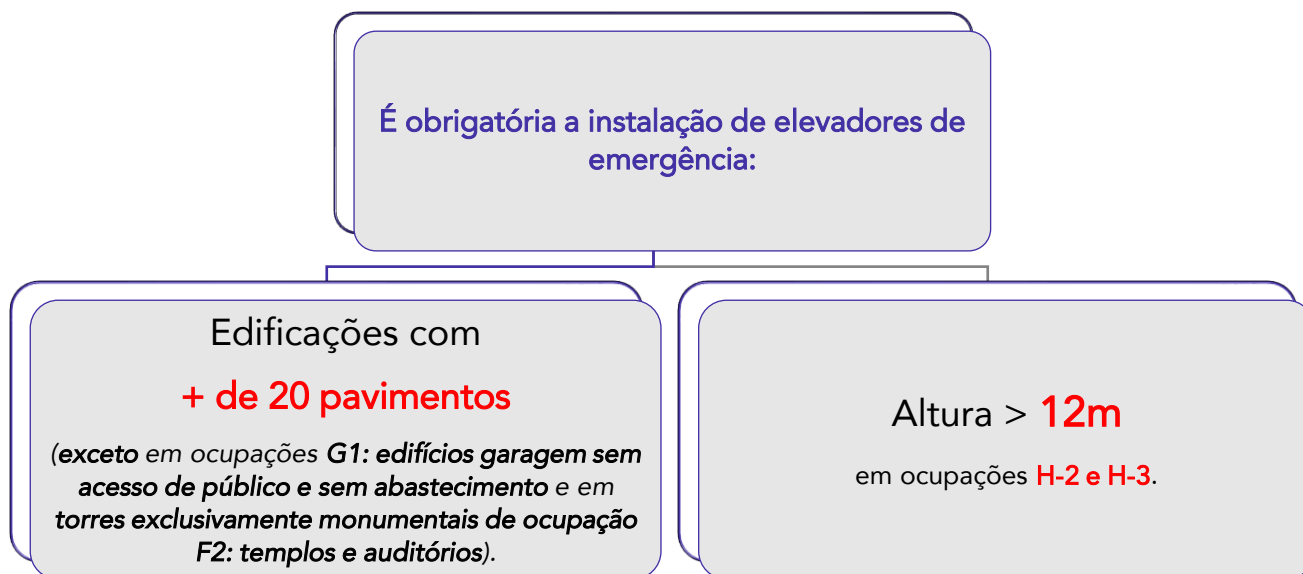 É obrigatória a instalação de elevadores de
emergência:
Edificações com
+ de 20 pavimentos
(exceto em ocupações G1: edifícios garagem sem
acesso de público e sem abastecimento e em
torres exclusivamente monumentais de ocupação
F2: templos e auditórios).
Altura > 12m
em ocupações H-2 e H-3.